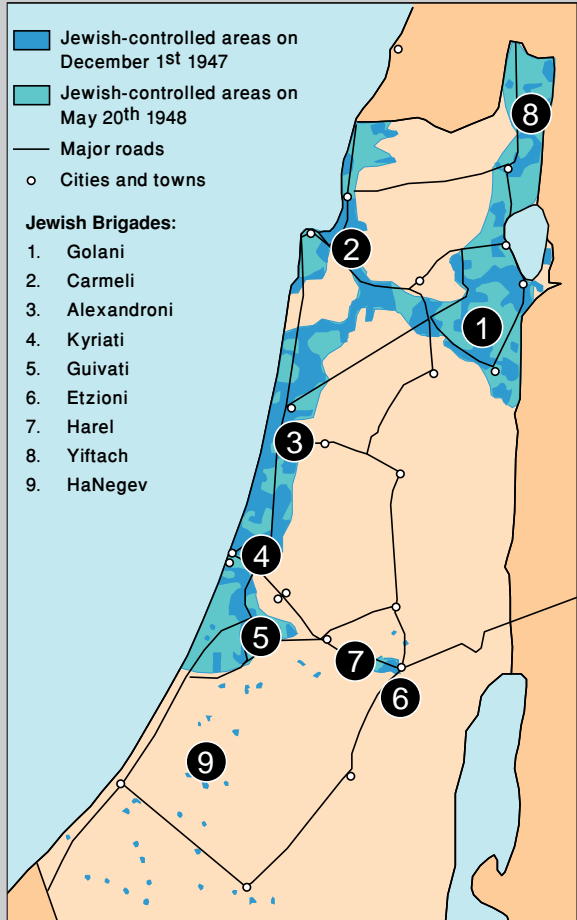 Jewish-controlled areas on
December 1st 1947
Jewish-controlled areas on
May 20th 1948
Major roads
Cities and towns
Jewish Brigades:
1. Golani
2. Carmeli
3. Alexandroni
4. Kyriati
5. Guivati
6. Etzioni
7. Harel
8. Yiftach
9. HaNegev
8
2
1
3
4
5
7
6
9